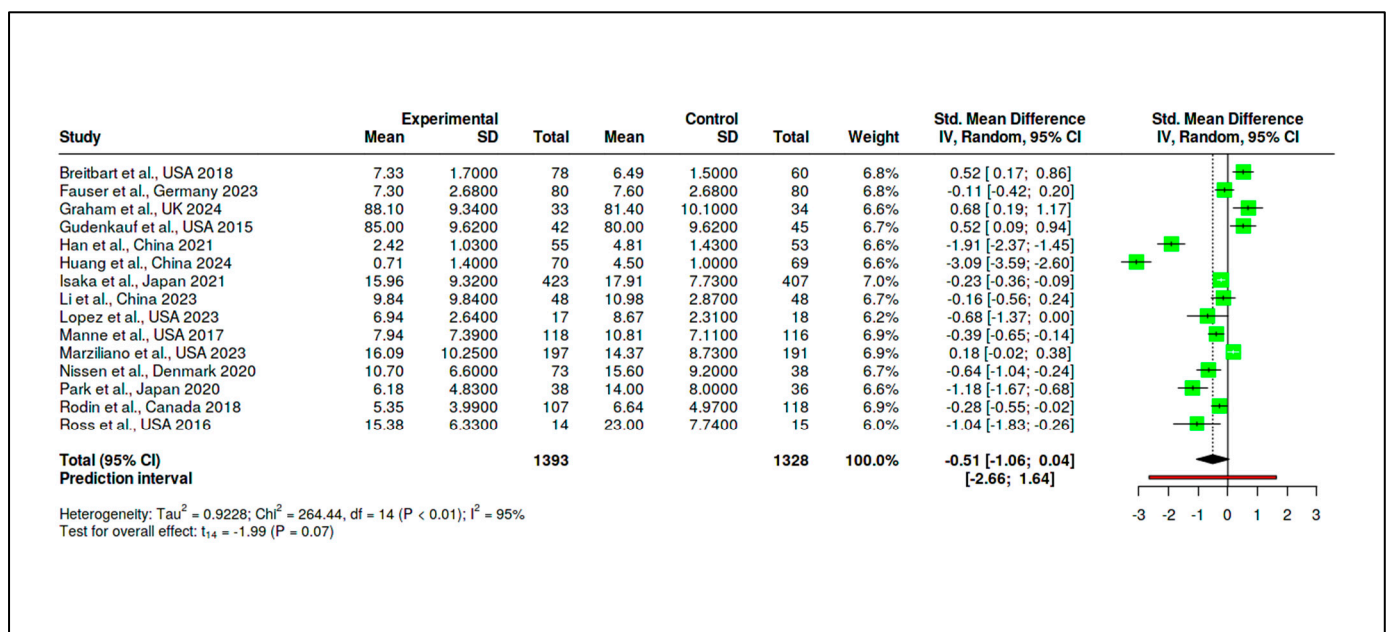 Experimental Control Std. Mean Difference Std. Mean Difference
Study Mean SD Total Mean SD Total Weight IV, Random, 95% CI IV, Random, 95% CI
Breitbart et al., USA 2018 7.33 1.7000 78 6.49 1.5000 60 6.8% 0.52 [ 0.17; 0.86]
Fauser et al., Germany 2023 7.30 2.6800 80 7.60 2.6800 80 6.8% -0.11 [-0.42; 0.20]
Graham et al., UK 2024 88.10 9.3400 33 81.40 10.1000 34 6.6% 0.68 [ 0.19; 1.17]
Gudenkauf et al., USA 2015 85.00 9.6200 42 80.00 9.6200 45 6.7% 0.52 [ 0.09; 0.94]
Han et al., China 2021 2.42 1.0300 55 4.81 1.4300 53 6.6% -1.91 [-2.37; -1.45]
Huang et al., China 2024 0.71 1.4000 70 4.50 1.0000 69 6.6% -3.09 [-3.59; -2.60]
Isaka et al., Japan 2021 15.96 9.3200 423 17.91 7.7300 407 7.0% -0.23 [-0.36; -0.09]
Li et al., China 2023 9.84 9.8400 48 10.98 2.8700 48 6.7% -0.16 [-0.56; 0.24]
Lopez et al., USA 2023 6.94 2.6400 17 8.67 2.3100 18 6.2% -0.68 [-1.37; 0.00]
Manne et al., USA 2017 7.94 7.3900 118 10.81 7.1100 116 6.9% -0.39 [-0.65; -0.14]
Marziliano et al., USA 2023 16.09 10.2500 197 14.37 8.7300 191 6.9% 0.18 [-0.02; 0.38]
Nissen et al., Denmark 2020 10.70 6.6000 73 15.60 9.2000 38 6.7% -0.64 [-1.04; -0.24]
Park et al., Japan 2020 6.18 4.8300 38 14.00 8.0000 36 6.6% -1.18 [-1.67; -0.68]
Rodin et al., Canada 2018 5.35 3.9900 107 6.64 4.9700 118 6.9% -0.28 [-0.55; -0.02]
Ross et al., USA 2016 15.38 6.3300 14 23.00 7.7400 15 6.0% -1.04 [-1.83; -0.26]
Total (95% CI) 1393 1328 100.0% -0.51 [-1.06; 0.04]
Prediction interval [-2.66; 1.64]
Heterogeneity: Tau² = 0.9228; Chi² = 264.44, df = 14 (P < 0.01); I² = 95%
-3 -2 -1 0 1 2 3
Test for overall effect: t₁₄ = -1.99 (P = 0.07)